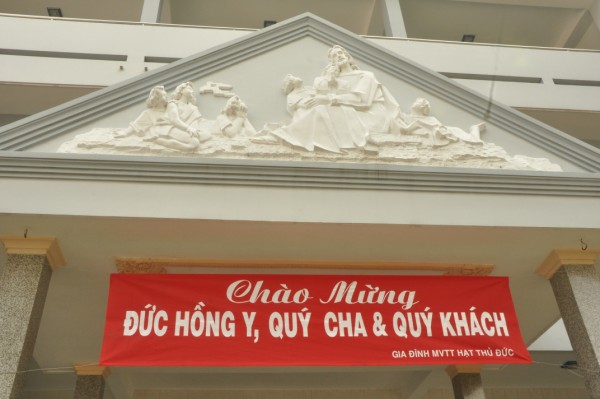 Chào Mừng
ĐỨC HỒNG Y, QUÝ CHA & QUÝ KHÁCH
GIA ĐÌNH MVTT HẠT THỦ ĐỨC